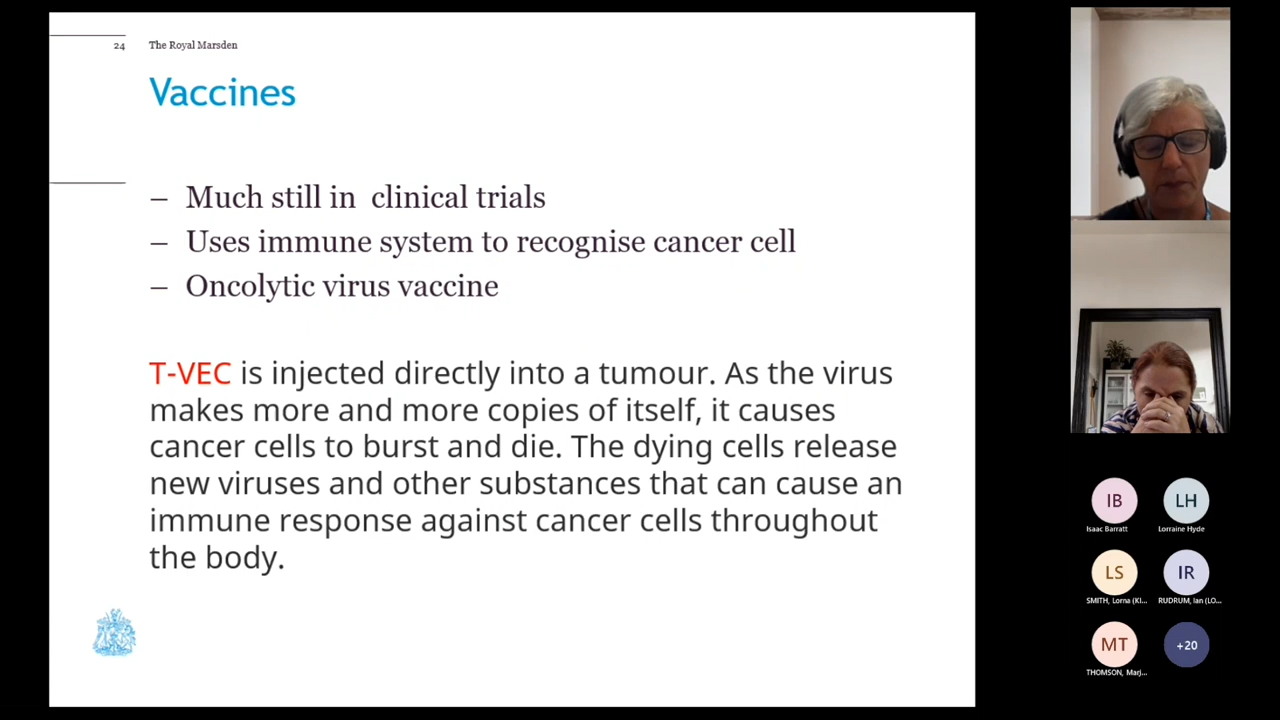 24 The Royal Marsden
Vaccines
– Much still in clinical trials
– Uses immune system to recognise cancer cell
– Oncolytic virus vaccine
T-VEC is injected directly into a tumour. As the virus
makes more and more copies of itself, it causes
cancer cells to burst and die. The dying cells release
new viruses and other substances that can cause an
immune response against cancer cells throughout
the body.
IB LH
Isaac Barratt Lorraine Hyde
LS IR
SMITH, Lorna (KI... RUDRUM, Ian (LO...
MT +20
THOMSON, Marj...